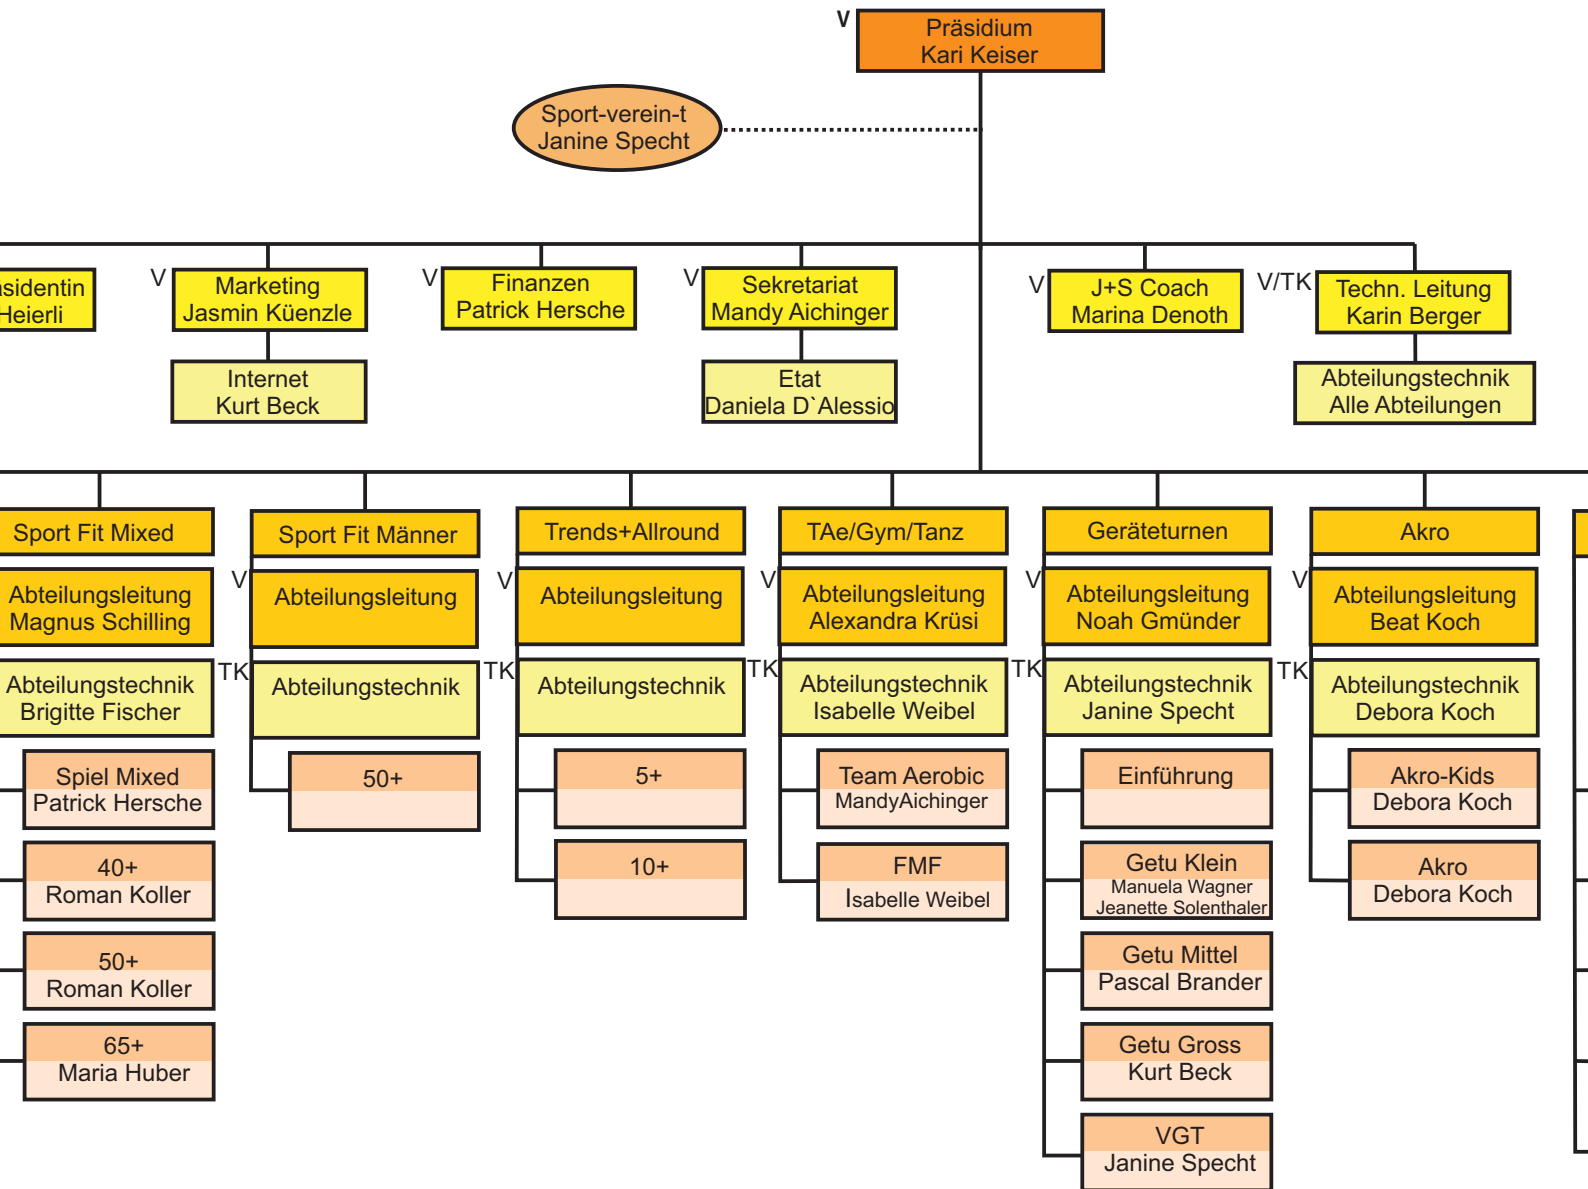 V
Präsidium
Kari Keiser
Sport-verein-t
Janine Specht
Heierli
V
Marketing
Jasmin Küenzle
V
Finanzen
Patrick Hersche
V
Sekretariat
Mandy Aichinger
V
J+S Coach
Marina Denoth
V/TK
Techn. Leitung
Karin Berger
Internet
Kurt Beck
Etat
Daniela D`Alessio
Abteilungstechnik
Alle Abteilungen
Sport Fit Mixed
Abteilungsleitung
Magnus Schilling
Abteilungstechnik
Brigitte Fischer
Spiel Mixed
Patrick Hersche
40+
Roman Koller
50+
Roman Koller
65+
Maria Huber
Sport Fit Männer
V
Abteilungsleitung
TK
Abteilungstechnik
50+
Trends+Allround
V
Abteilungsleitung
TK
Abteilungstechnik
5+
10+
TAe/Gym/Tanz
V
Abteilungsleitung
Alexandra Krüsi
TK
Abteilungstechnik
Isabelle Weibel
Team Aerobic
MandyAichinger
FMF
Isabelle Weibel
Geräteturnen
V
Abteilungsleitung
Noah Gmünder
TK
Abteilungstechnik
Janine Specht
Einführung
Getu Klein
Manuela Wagner
Jeanette Solenthaler
Getu Mittel
Pascal Brander
Getu Gross
Kurt Beck
VGT
Janine Specht
Akro
V
Abteilungsleitung
Beat Koch
TK
Abteilungstechnik
Debora Koch
Akro-Kids
Debora Koch
Akro
Debora Koch